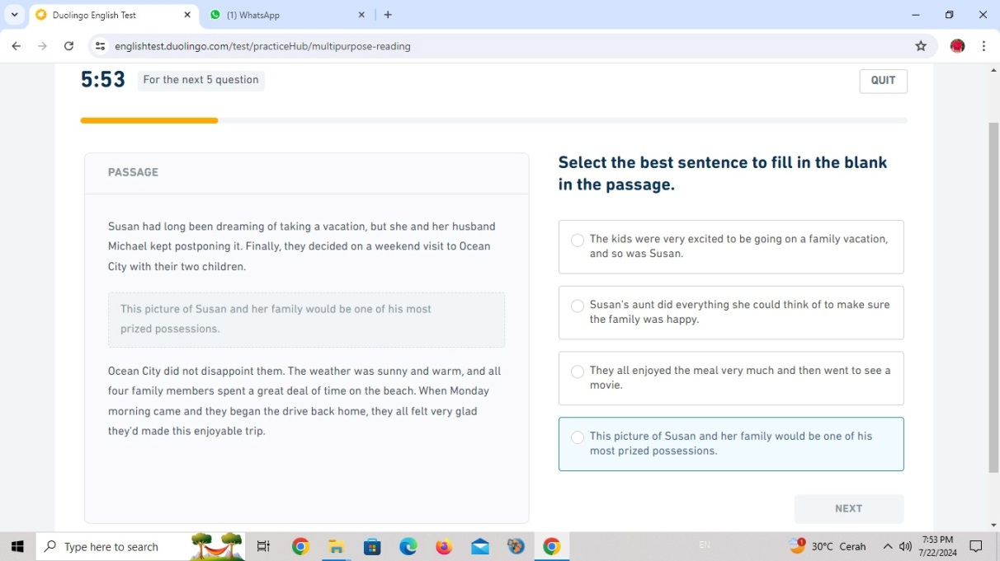 Duolingo English Test
(1) WhatsApp
englishtest.duolingo.com/test/practiceHub/multipurpose-reading
5:53
For the next 5 question
QUIT
PASSAGE
Susan had long been dreaming of taking a vacation, but she and her husband
Michael kept postponing it. Finally, they decided on a weekend visit to Ocean
City with their two children.
This picture of Susan and her family would be one of his most
prized possessions.
Ocean City did not disappoint them. The weather was sunny and warm, and all
four family members spent a great deal of time on the beach. When Monday
morning came and they began the drive back home, they all felt very glad
they'd made this enjoyable trip.
Select the best sentence to fill in the blank
in the passage.
The kids were very excited to be going on a family vacation,
and so was Susan.
Susan's aunt did everything she could think of to make sure
the family was happy.
They all enjoyed the meal very much and then went to see a
movie.
This picture of Susan and her family would be one of his
most prized possessions.
NEXT
Type here to search
EN
1
30°C Cerah
7:53 PM
7/22/2024